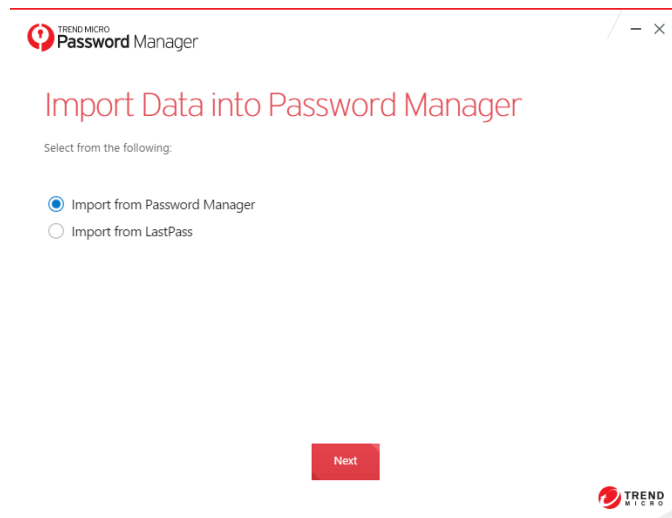 TREND MICRO
Password Manager
Import Data into Password Manager
Select from the following:
Import from Password Manager
Import from LastPass
Next
TREND
MICRO